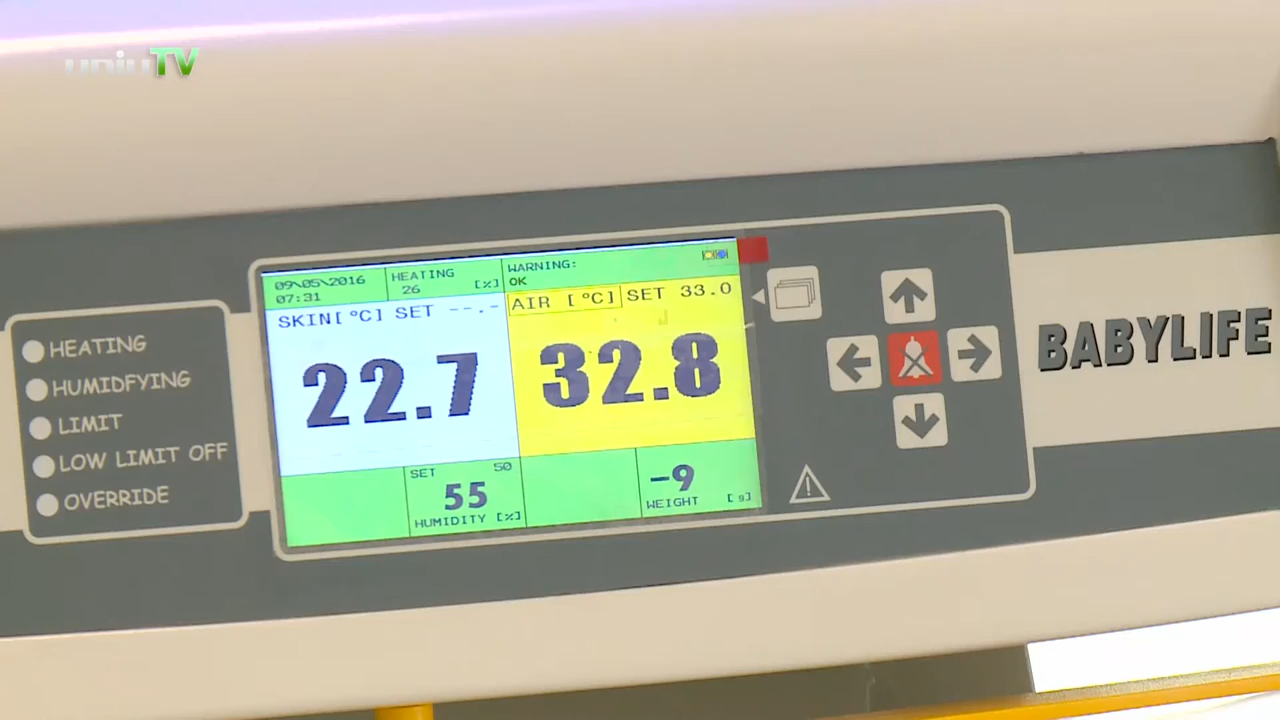 TV
09\05\2016
07:31
HEATING
26 [%]
WARNING:
OK
SKIN[°C] SET --.-
22.7
AIR [°C] SET 33.0
32.8
SET 50
55
HUMIDITY [%]
-9
WEIGHT [g]
HEATING
HUMIDFYING
LIMIT
LOW LIMIT OFF
OVERRIDE
BABYLIFE